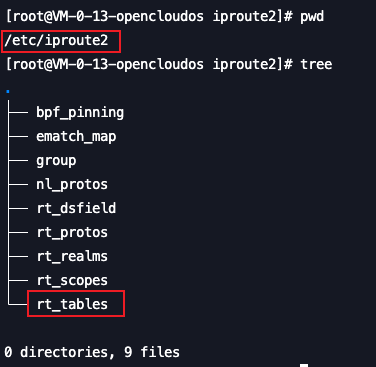 [root@VM-0-13-opencloudos iproute2]# pwd
/etc/iproute2
[root@VM-0-13-opencloudos iproute2]# tree
.
├── bpf_pinning
├── ematch_map
├── group
├── nl_protos
├── rt_dsfield
├── rt_protos
├── rt_realms
├── rt_scopes
└── rt_tables
0 directories, 9 files